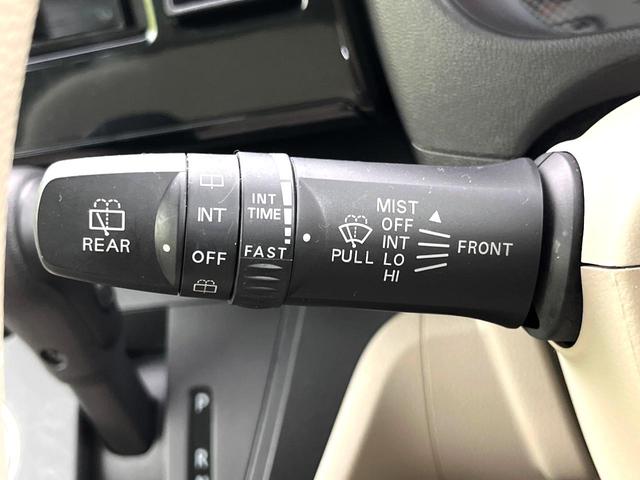 REAR
INT
OFF
INT
TIME
FAST
PULL
MIST
OFF
INT
LO
HI
FRONT
P
R